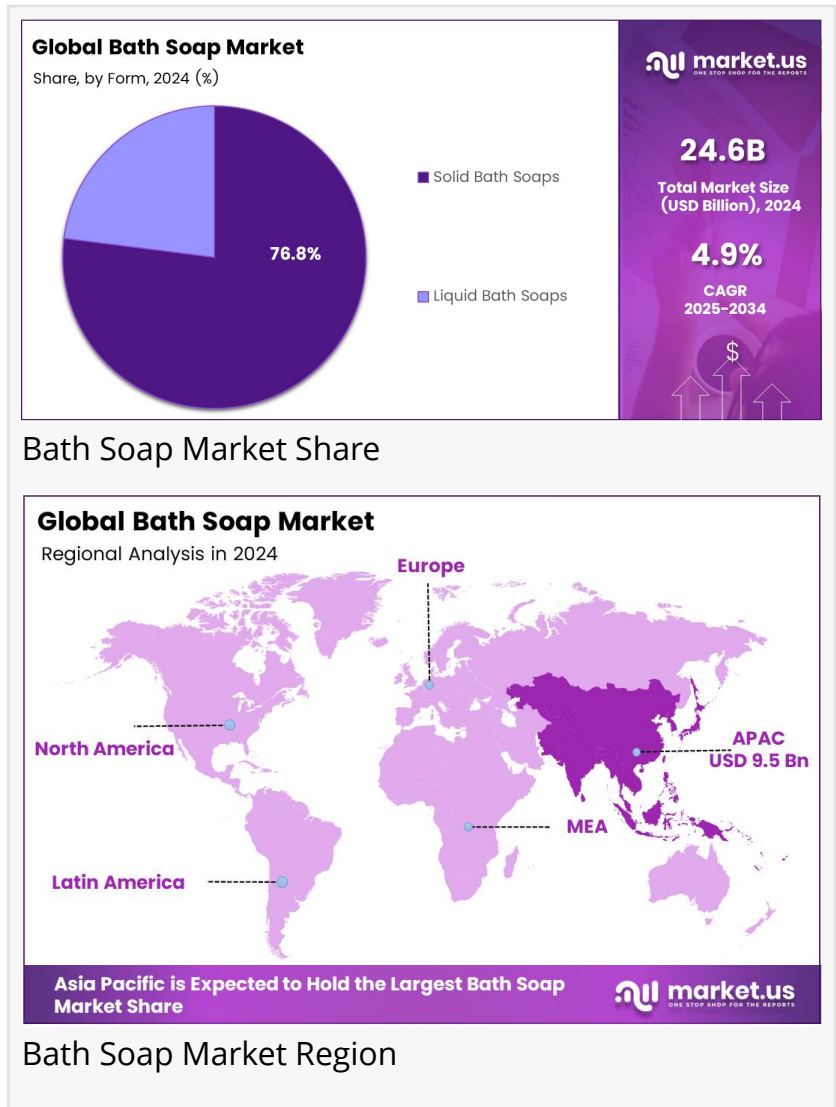 Global Bath Soap Market
Share, by Form, 2024 (%)
76.8%
Solid Bath Soaps
Liquid Bath Soaps
market.us
ONE STOP SHOP FOR THE REPORTS
24.6B
Total Market Size
(USD Billion), 2024
4.9%
CAGR
2025-2034
$
Bath Soap Market Share
Global Bath Soap Market
Regional Analysis in 2024
Europe
North America
APAC
USD 9.5 Bn
MEA
Latin America
Asia Pacific is Expected to Hold the Largest Bath Soap
Market Share
market.us
ONE STOP SHOP FOR THE REPORTS
Bath Soap Market Region